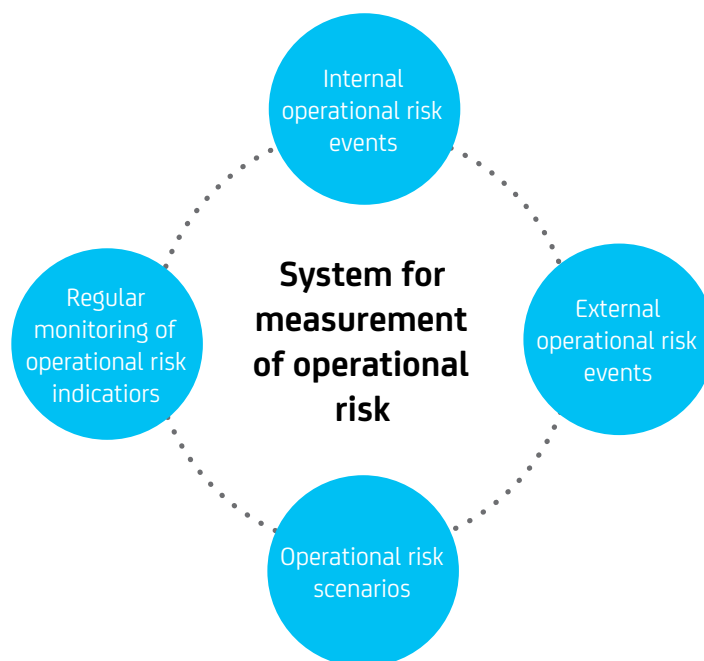 Internal
operational risk
events
System for
measurement
of operational
risk
Regular
monitoring of
operational risk
indicatiors
External
operational risk
events
Operational risk
scenarios